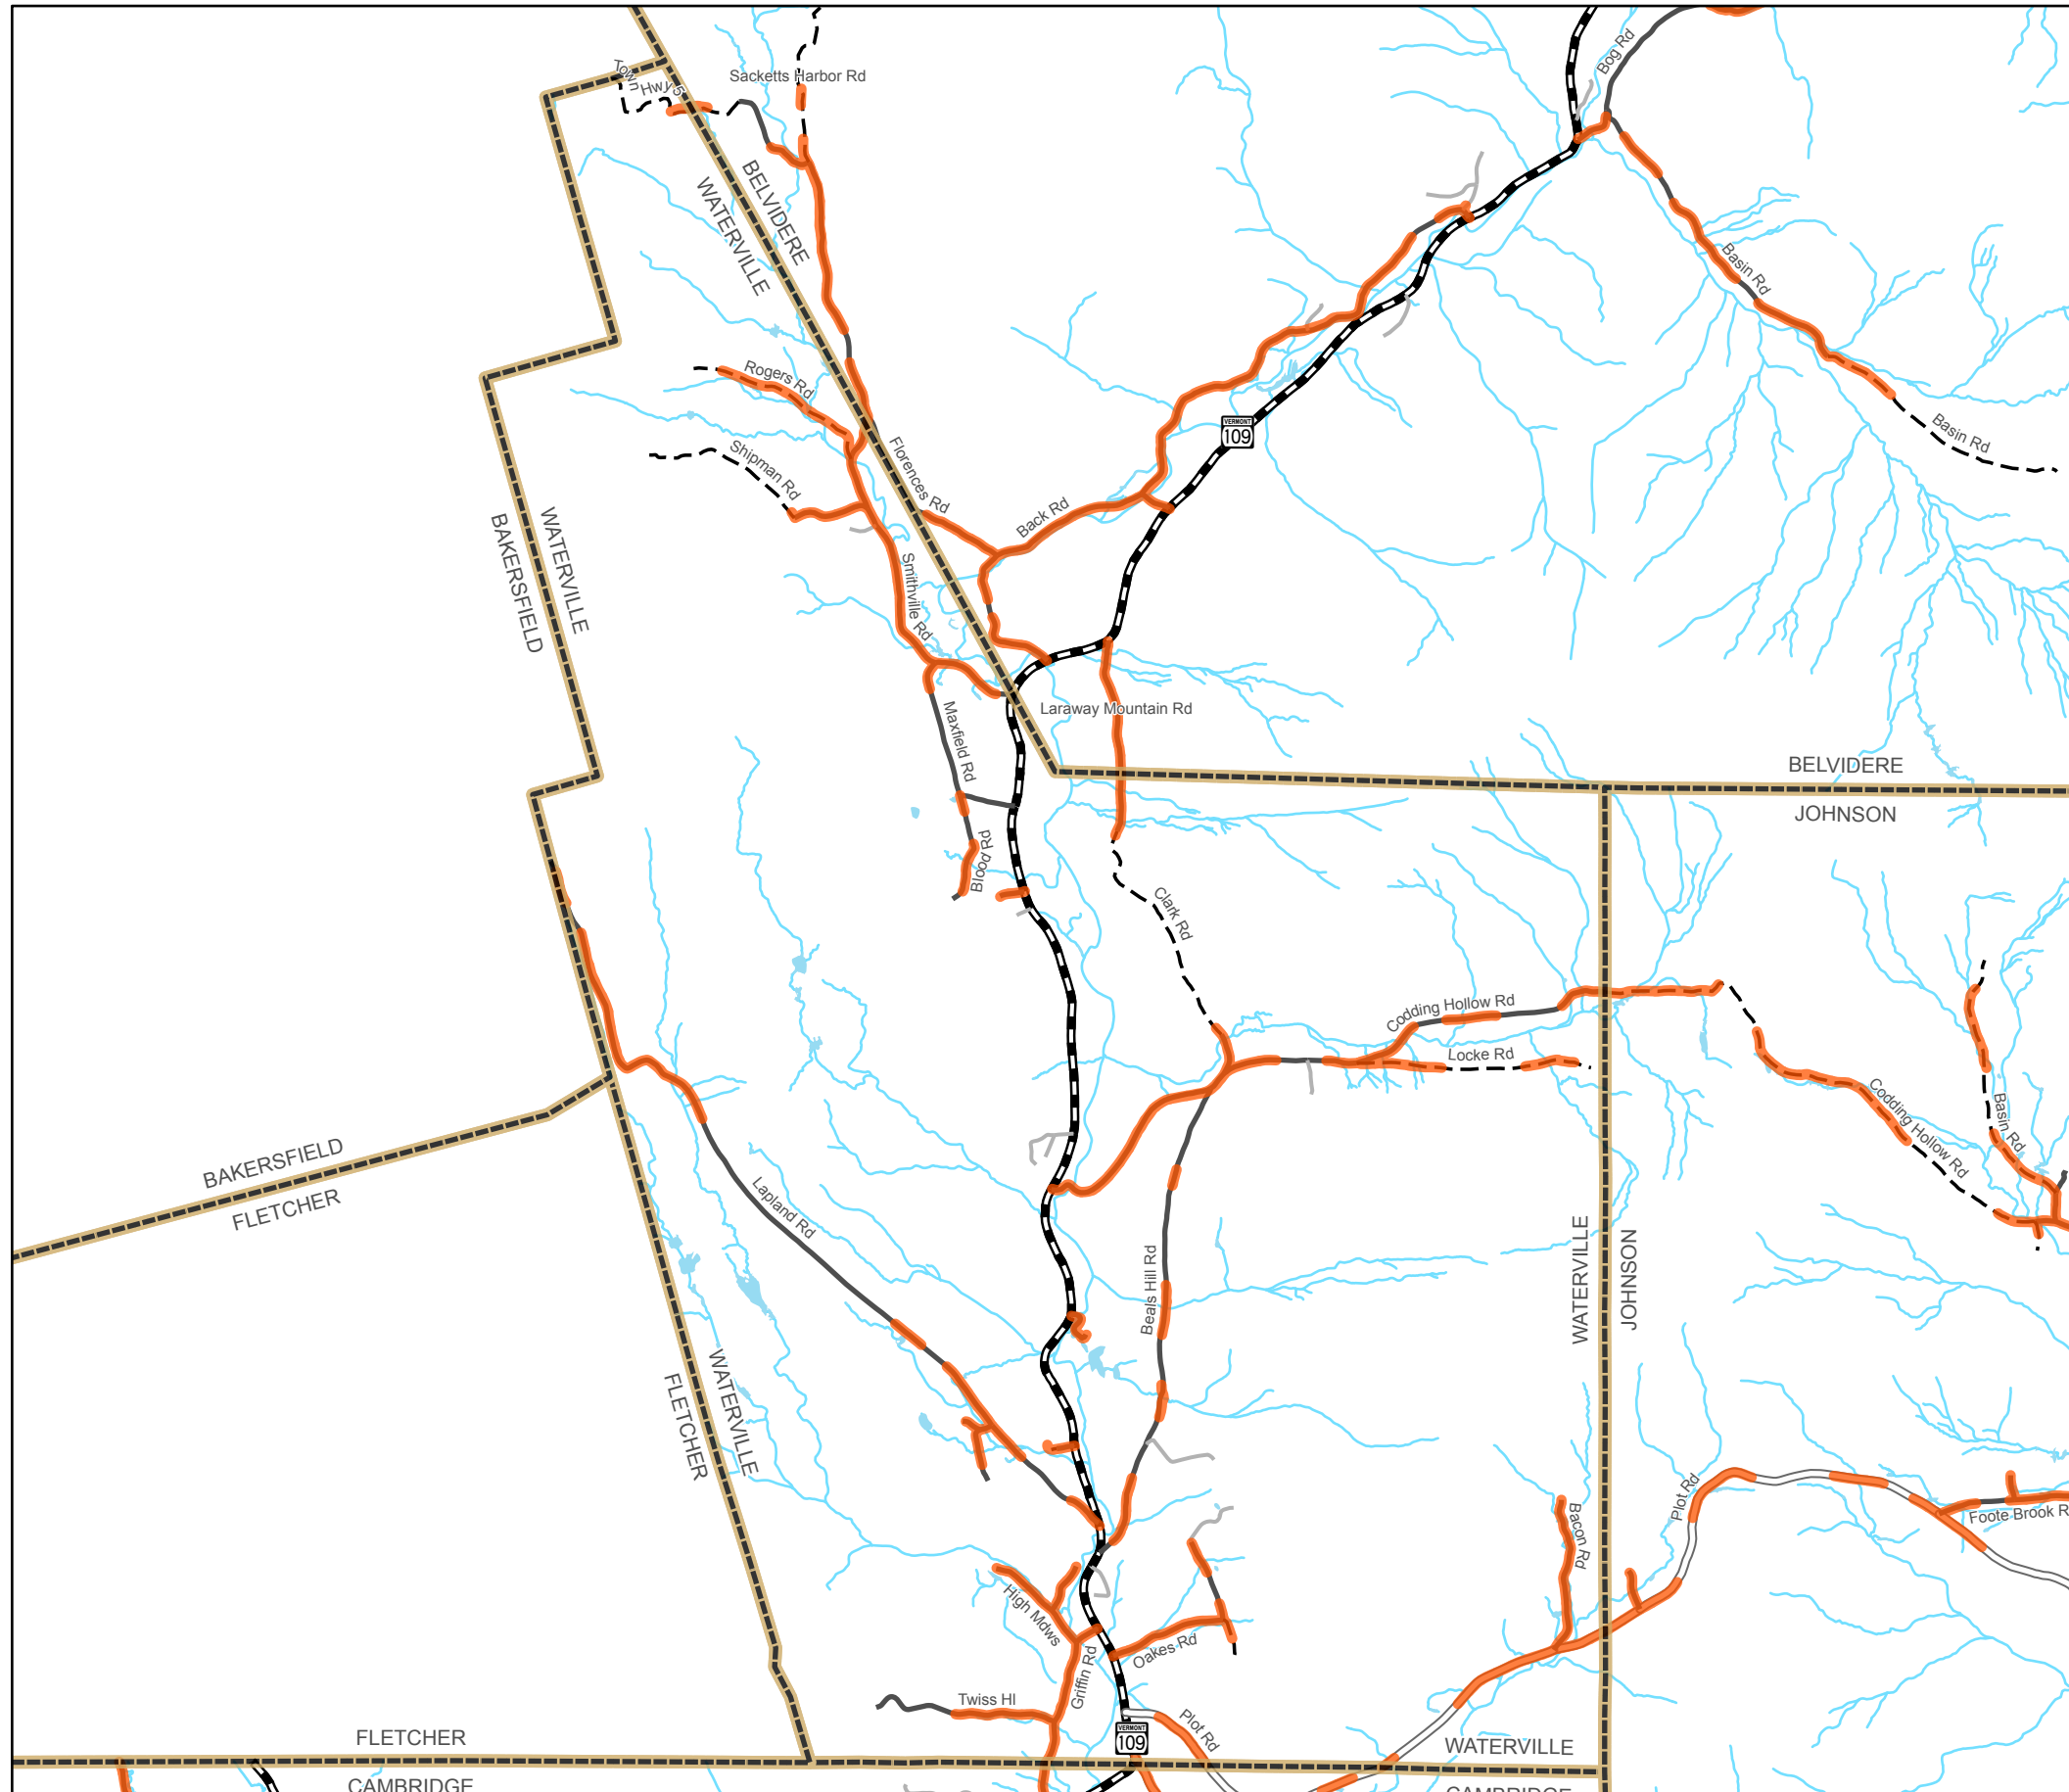 Bog Rd
Town Hwy 5
Sacketts Harbor Rd
BELVIDERE
WATERVILLE
Basin Rd
Rogers Rd
Basin Rd
VERMONT
109
Florences Rd
Shipman Rd
Back Rd
WATERVILLE
BAKERSFIELD
Smithville Rd
Laraway Mountain Rd
Maxfield Rd
BELVIDERE
JOHNSON
Blood Rd
Clark Rd
Codding Hollow Rd
Locke Rd
Codding Hollow Rd
Basin Rd
BAKERSFIELD
FLETCHER
Lapland Rd
Beals Hill Rd
WATERVILLE
JOHNSON
WATERVILLE
FLETCHER
Plot Rd
Foote Brook R
Bacon Rd
High Mdws
Oakes Rd
Griffin Rd
Twiss Hl
Plot Rd
VERMONT
109
FLETCHER
WATERVILLE
CAMBRIDGE
CAMBRIDGE